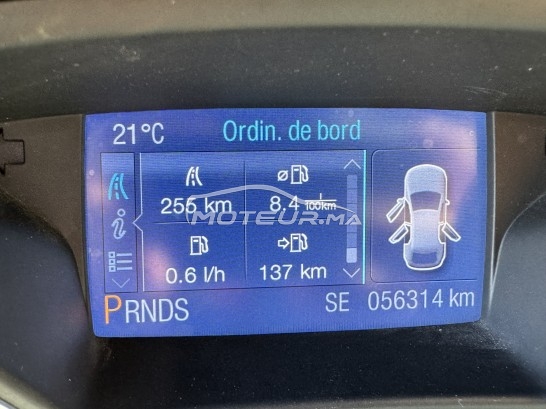 21°C Ordin. de bord
255 km ø 8,4 l/100km
MOTEUR.MA
0.6 l/h 137 km
PRNDS SE 056314 km